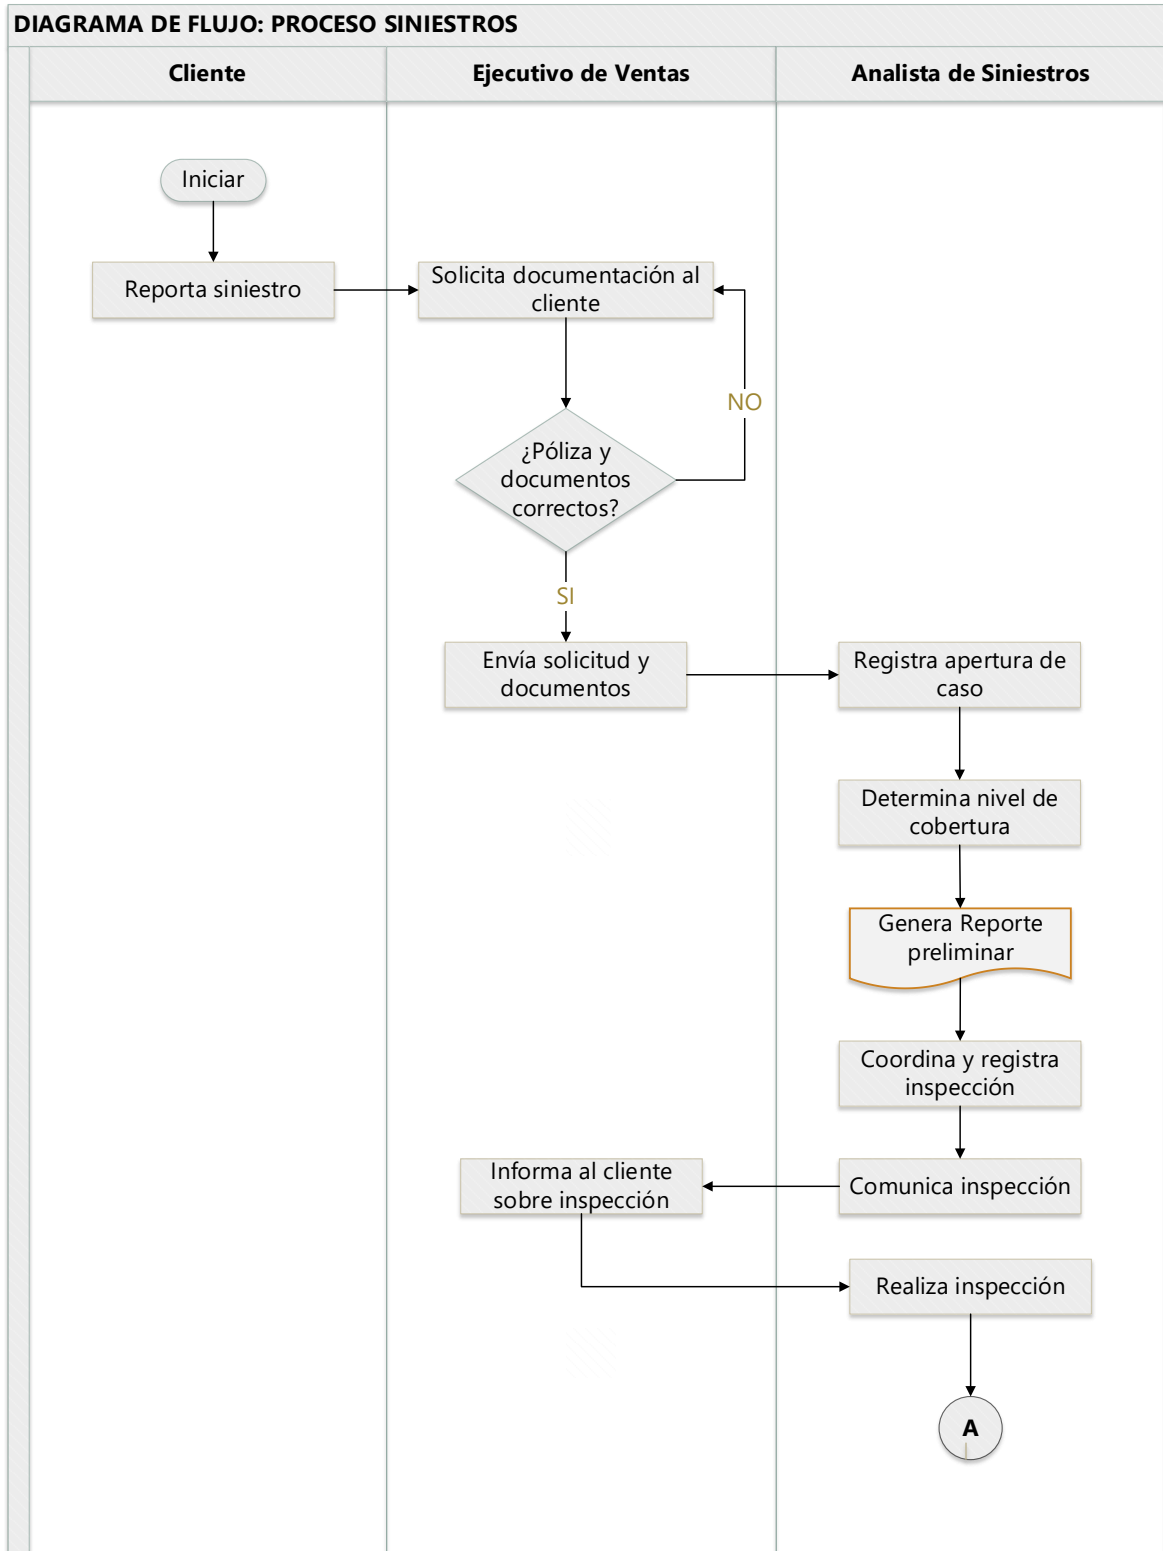 DIAGRAMA DE FLUJO: PROCESO SINIESTROS
Cliente
Ejecutivo de Ventas
Analista de Siniestros
Iniciar
Reporta siniestro
Solicita documentación al
cliente
NO
¿Póliza y
documentos
correctos?
SI
Envía solicitud y
documentos
Registra apertura de
caso
Determina nivel de
cobertura
Genera Reporte
preliminar
Coordina y registra
inspección
Comunica inspección
Informa al cliente
sobre inspección
Realiza inspección
A